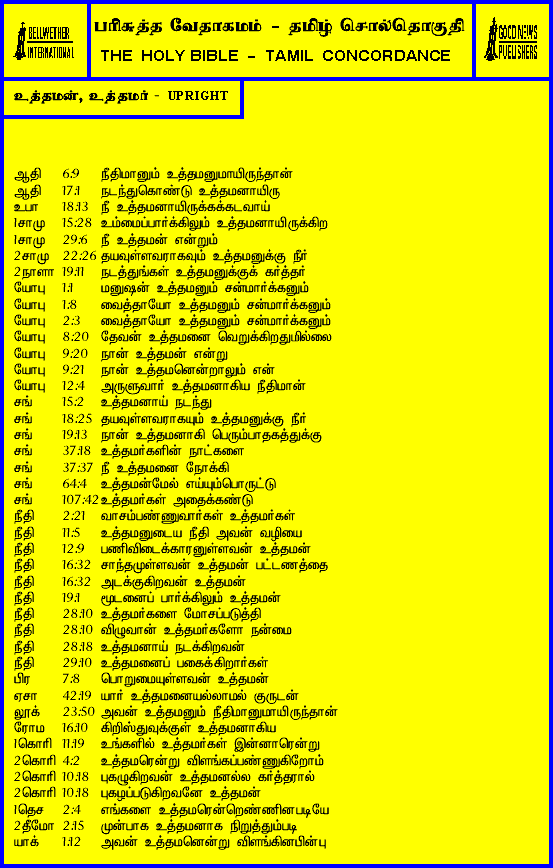 BELLWETHER
INTERNATIONAL
பரிசுத்த வேதாகமம் - தமிழ் சொல்தொகுதி
THE HOLY BIBLE - TAMIL CONCORDANCE
GOOD NEWS
PUBLISHERS
உத்தமன், உத்தமர் - UPRIGHT
ஆதி 6:9 நீதிமானும் உத்தமனுமாயிருந்தான்
ஆதி 17:1 நடந்துகொண்டு உத்தமனாயிரு
உபா 18:13 நீ உத்தமனாயிருக்கக்கடவாய்
1சாமு 15:28 உம்மைப்பார்க்கிலும் உத்தமனாயிருக்கிற
1சாமு 29:6 நீ உத்தமன் என்றும்
2சாமு 22:26 தயவுள்ளவராகவும் உத்தமனுக்கு நீர்
2நாளா 19:11 நடத்துங்கள் உத்தமனுக்குக் கர்த்தர்
யோபு 1:1 மனுஷன் உத்தமனும் சன்மார்க்கனும்
யோபு 1:8 வைத்தாயோ உத்தமனும் சன்மார்க்கனும்
யோபு 2:3 வைத்தாயோ உத்தமனும் சன்மார்க்கனும்
யோபு 8:20 தேவன் உத்தமனை வெறுக்கிறதுமில்லை
யோபு 9:20 நான் உத்தமன் என்று
யோபு 9:21 நான் உத்தமனென்றாலும் என்
யோபு 12:4 அருளுவார் உத்தமனாகிய நீதிமான்
சங் 15:2 உத்தமனாய் நடந்து
சங் 18:25 தயவுள்ளவராகவும் உத்தமனுக்கு நீர்
சங் 19:13 நான் உத்தமனாகி பெரும்பாதகத்துக்கு
சங் 37:18 உத்தமர்களின் நாட்களை
சங் 37:37 நீ உத்தமனை நோக்கி
சங் 64:4 உத்தமன்மேல் எய்யும்பொருட்டு
சங் 107:42 உத்தமர்கள் அதைக்கண்டு
நீதி 2:21 வாசம்பண்ணுவார்கள் உத்தமர்கள்
நீதி 11:5 உத்தமனுடைய நீதி அவன் வழியை
நீதி 12:9 பணிவிடைக்காரனுள்ளவன் உத்தமன்
நீதி 16:32 சாந்தமுள்ளவன் உத்தமன் பட்டணத்தை
நீதி 16:32 அடக்குகிறவன் உத்தமன்
நீதி 19:1 மூடனைப் பார்க்கிலும் உத்தமன்
நீதி 28:10 உத்தமர்களை மோசப்படுத்தி
நீதி 28:10 விழுவான் உத்தமர்களோ நன்மை
நீதி 28:18 உத்தமனாய் நடக்கிறவன்
நீதி 29:10 உத்தமனைப் பகைக்கிறார்கள்
பிர 7:8 பொறுமையுள்ளவன் உத்தமன்
ஏசா 42:19 யார் உத்தமனையல்லாமல் குருடன்
லூக் 23:50 அவன் உத்தமனும் நீதிமானுமாயிருந்தான்
ரோம 16:10 கிறிஸ்துவுக்குள் உத்தமனாகிய
1கொரி 11:19 உங்களில் உத்தமர்கள் இன்னாரென்று
2கொரி 4:2 உத்தமரென்று விளங்கப்பண்ணுகிறோம்
2கொரி 10:18 புகழுகிறவன் உத்தமனல்ல கர்த்தரால்
2கொரி 10:18 புகழப்படுகிறவனே உத்தமன்
1தெச 2:4 எங்களை உத்தமரென்றெண்ணினபடியே
2தீமோ 2:15 முன்பாக உத்தமனாக நிறுத்தும்படி
யாக் 1:12 அவன் உத்தமனென்று விளங்கினபின்பு